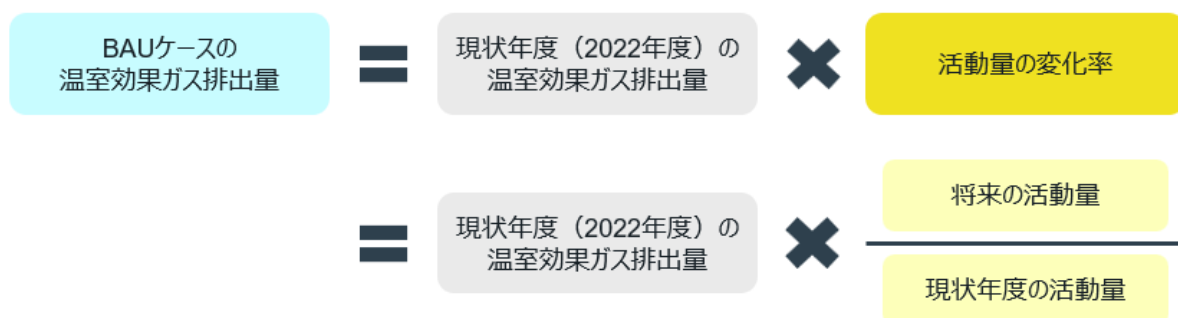 BAUケースの
温室効果ガス排出量
=
現状年度（2022年度）の
温室効果ガス排出量
×
活動量の変化率
=
現状年度（2022年度）の
温室効果ガス排出量
×
将来の活動量
現状年度の活動量